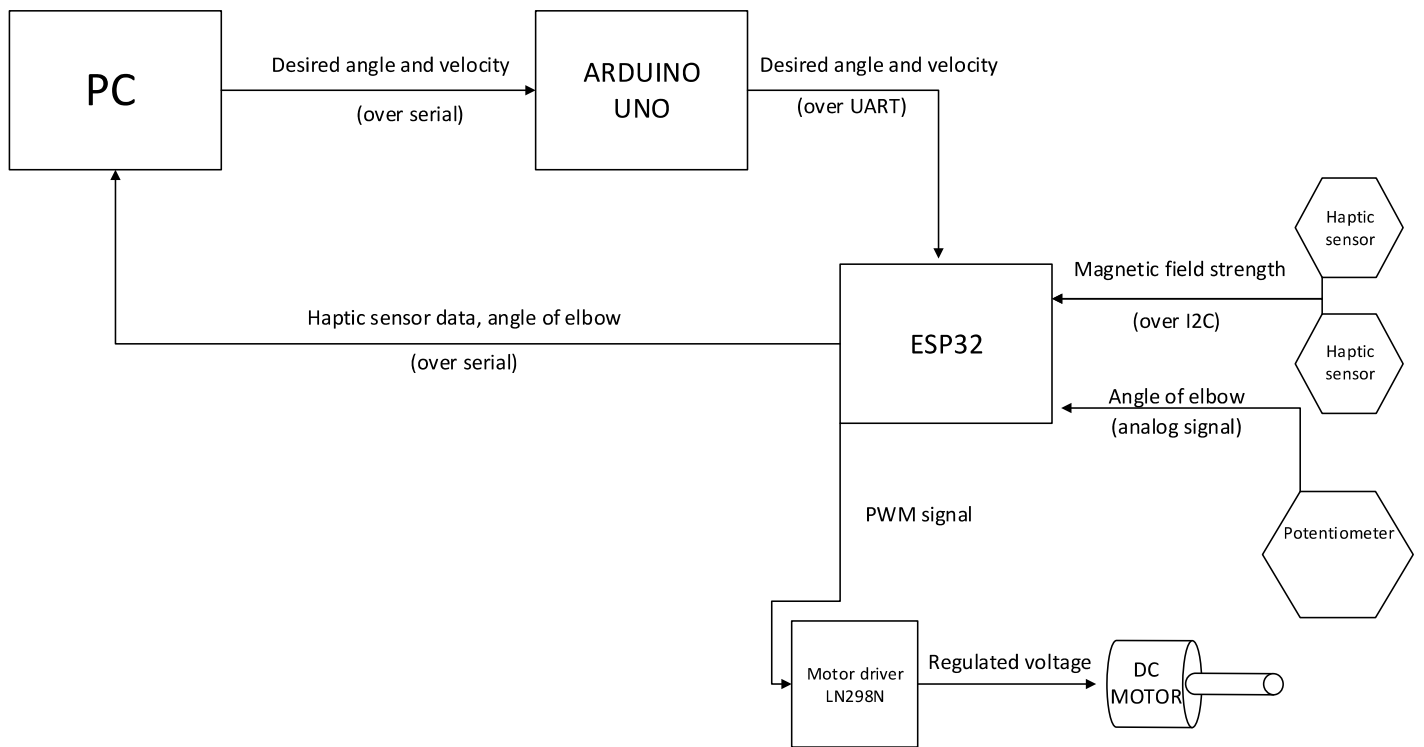 PC
Desired angle and velocity
(over serial)
ARDUINO
UNO
Desired angle and velocity
(over UART)
Haptic
sensor
Magnetic field strength
(over I2C)
Haptic sensor data, angle of elbow
(over serial)
ESP32
Haptic
sensor
Angle of elbow
(analog signal)
PWM signal
Potentiometer
Motor driver
LN298N
Regulated voltage
DC
MOTOR